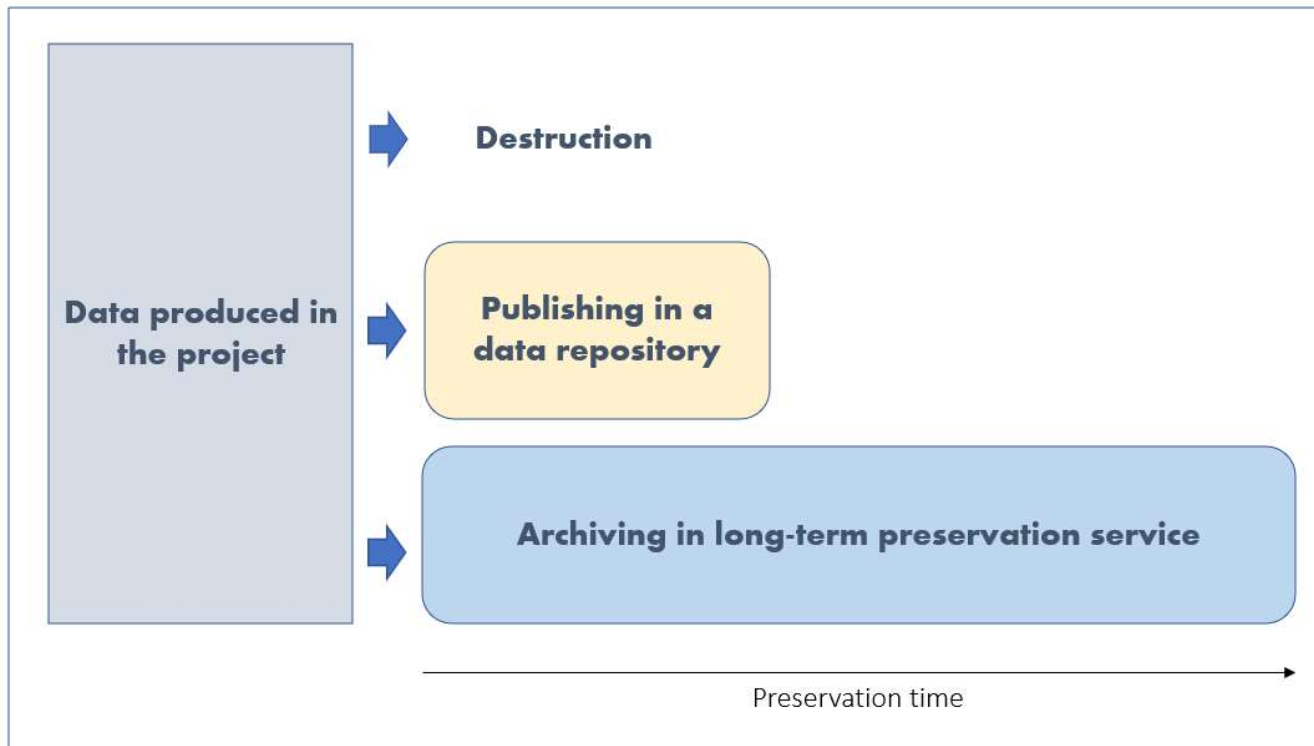 Destruction
Data produced in
the project
Publishing in a
data repository
Archiving in long-term preservation service
Preservation time